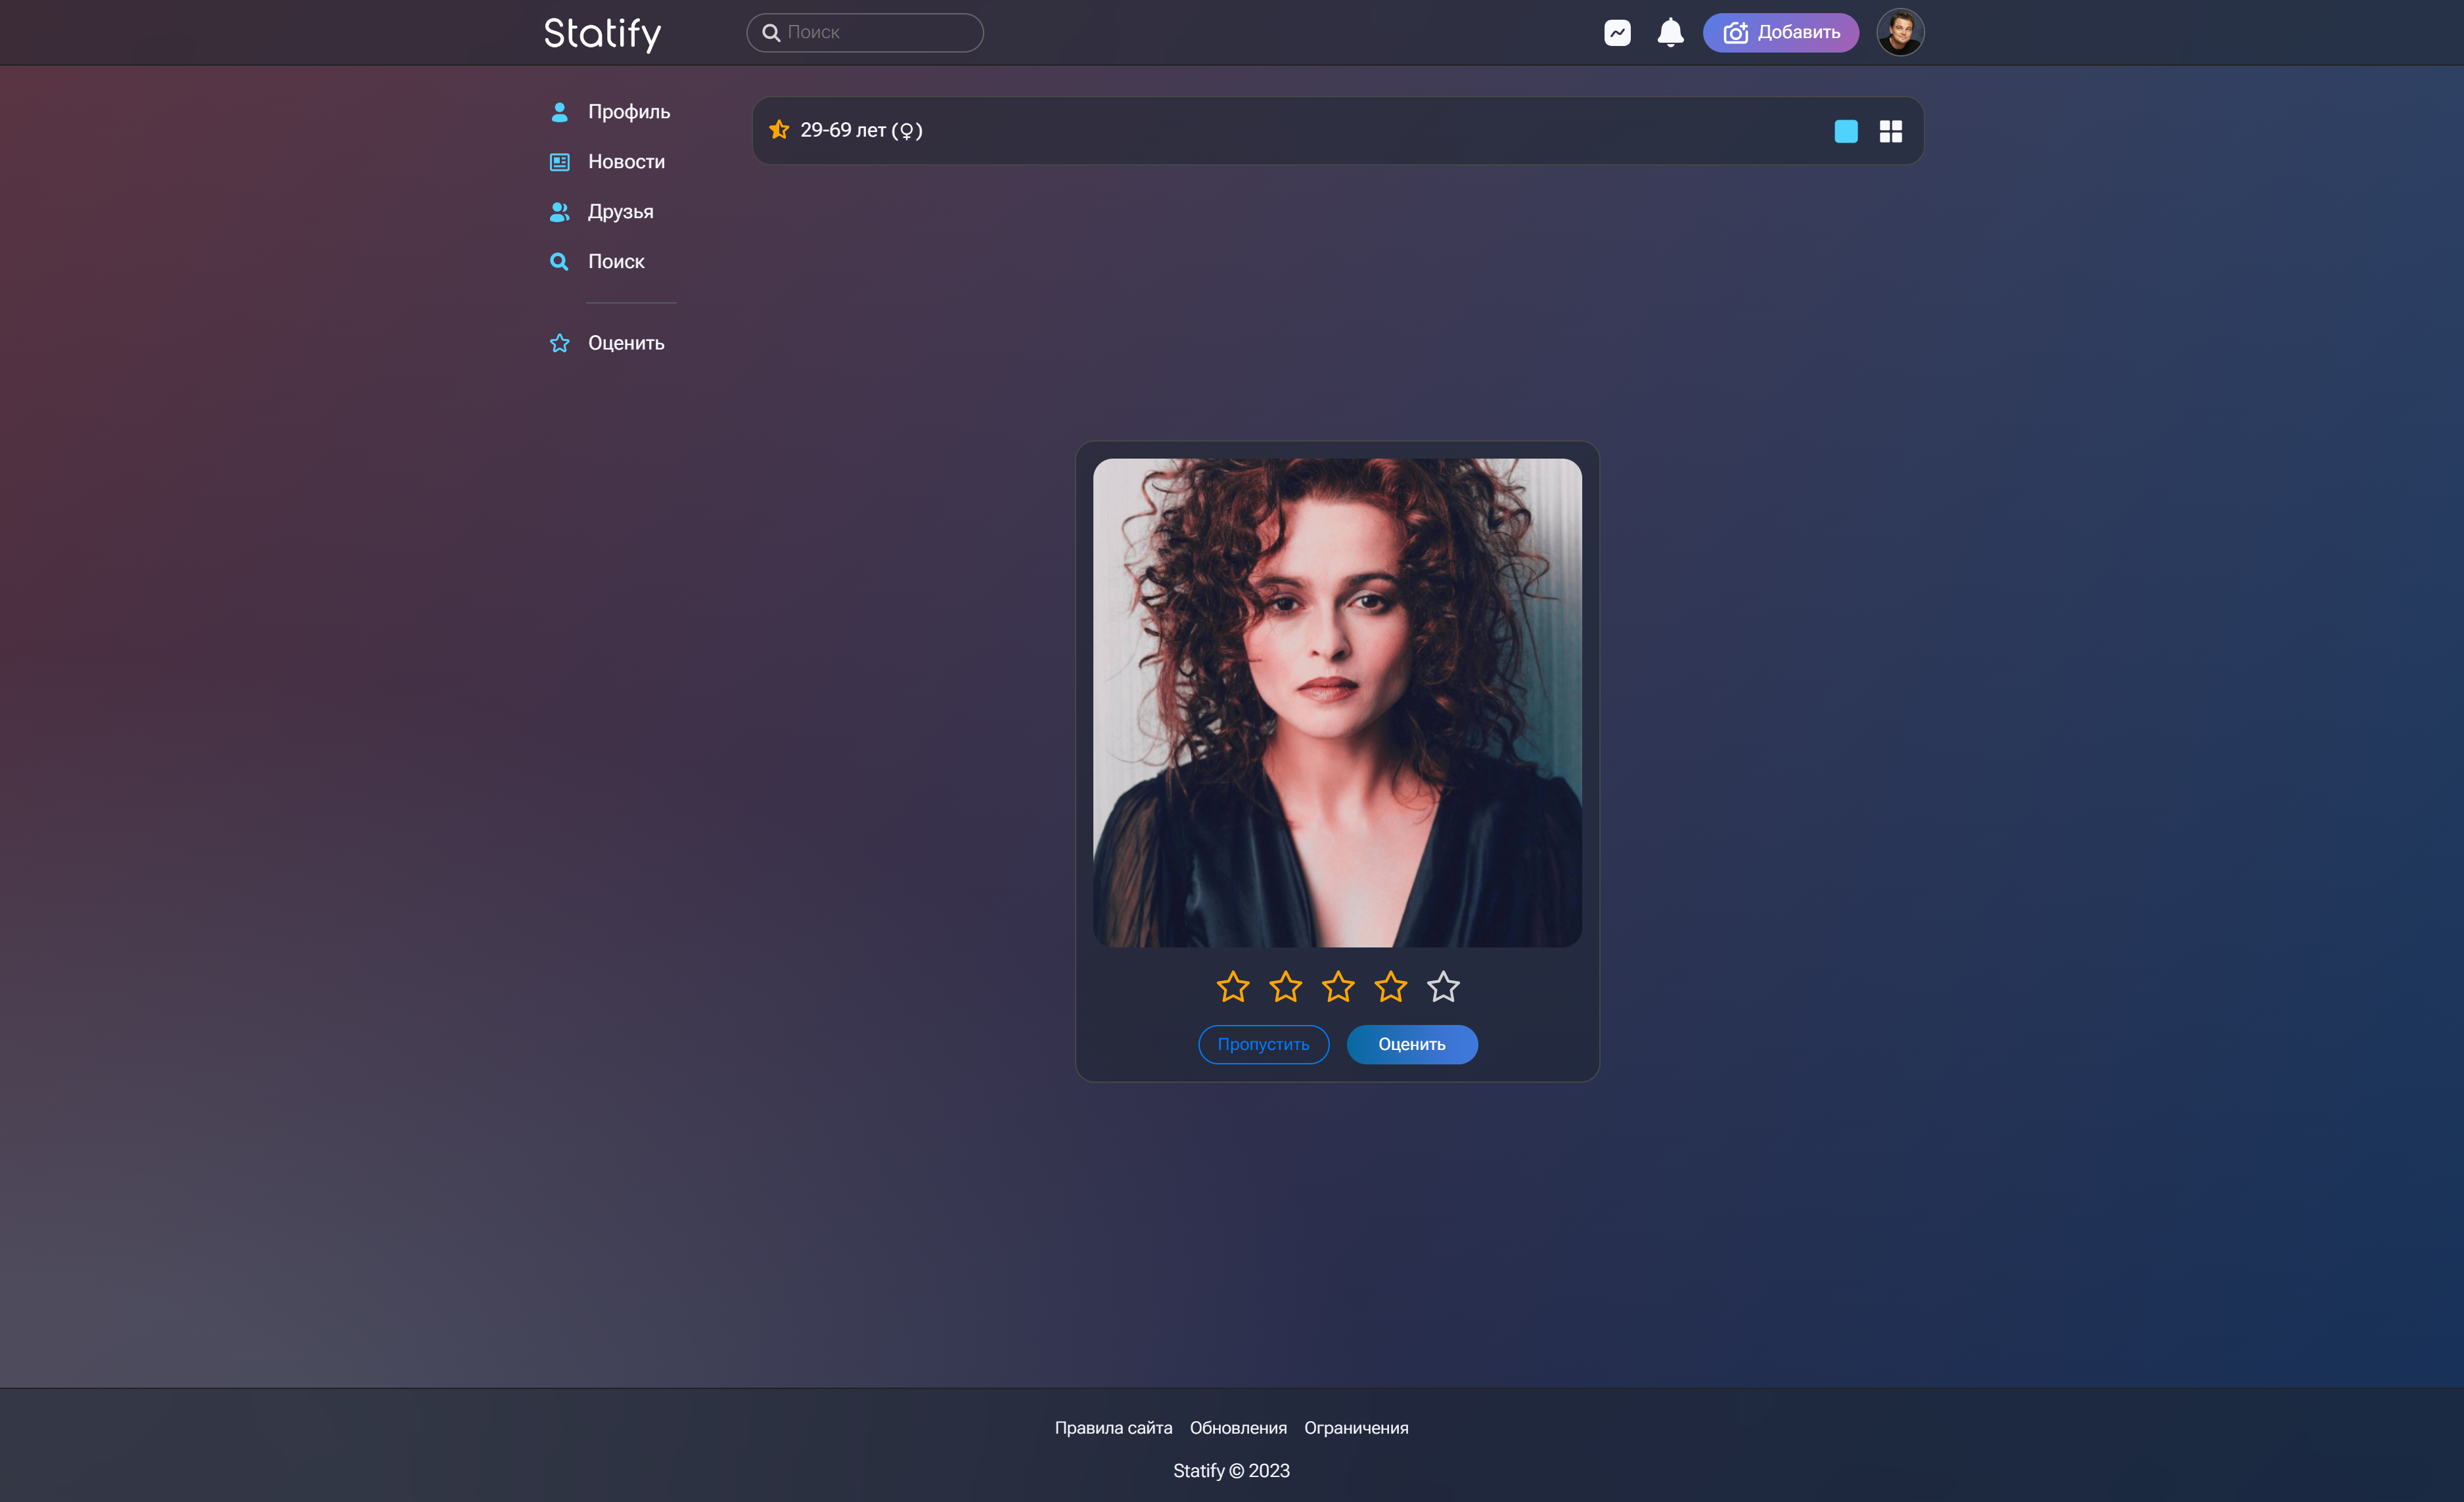 Statify
Поиск
Добавить
Профиль
Новости
Друзья
Поиск
Оценить
29-69 лет (♀)
Пропустить
Оценить
Правила сайта Обновления Ограничения
Statify © 2023